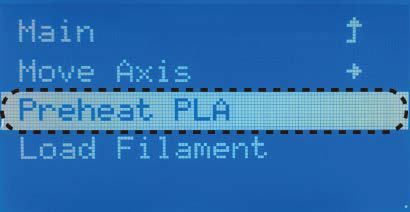 Main ↑
Move Axis →
Preheat PLA
Load Filament